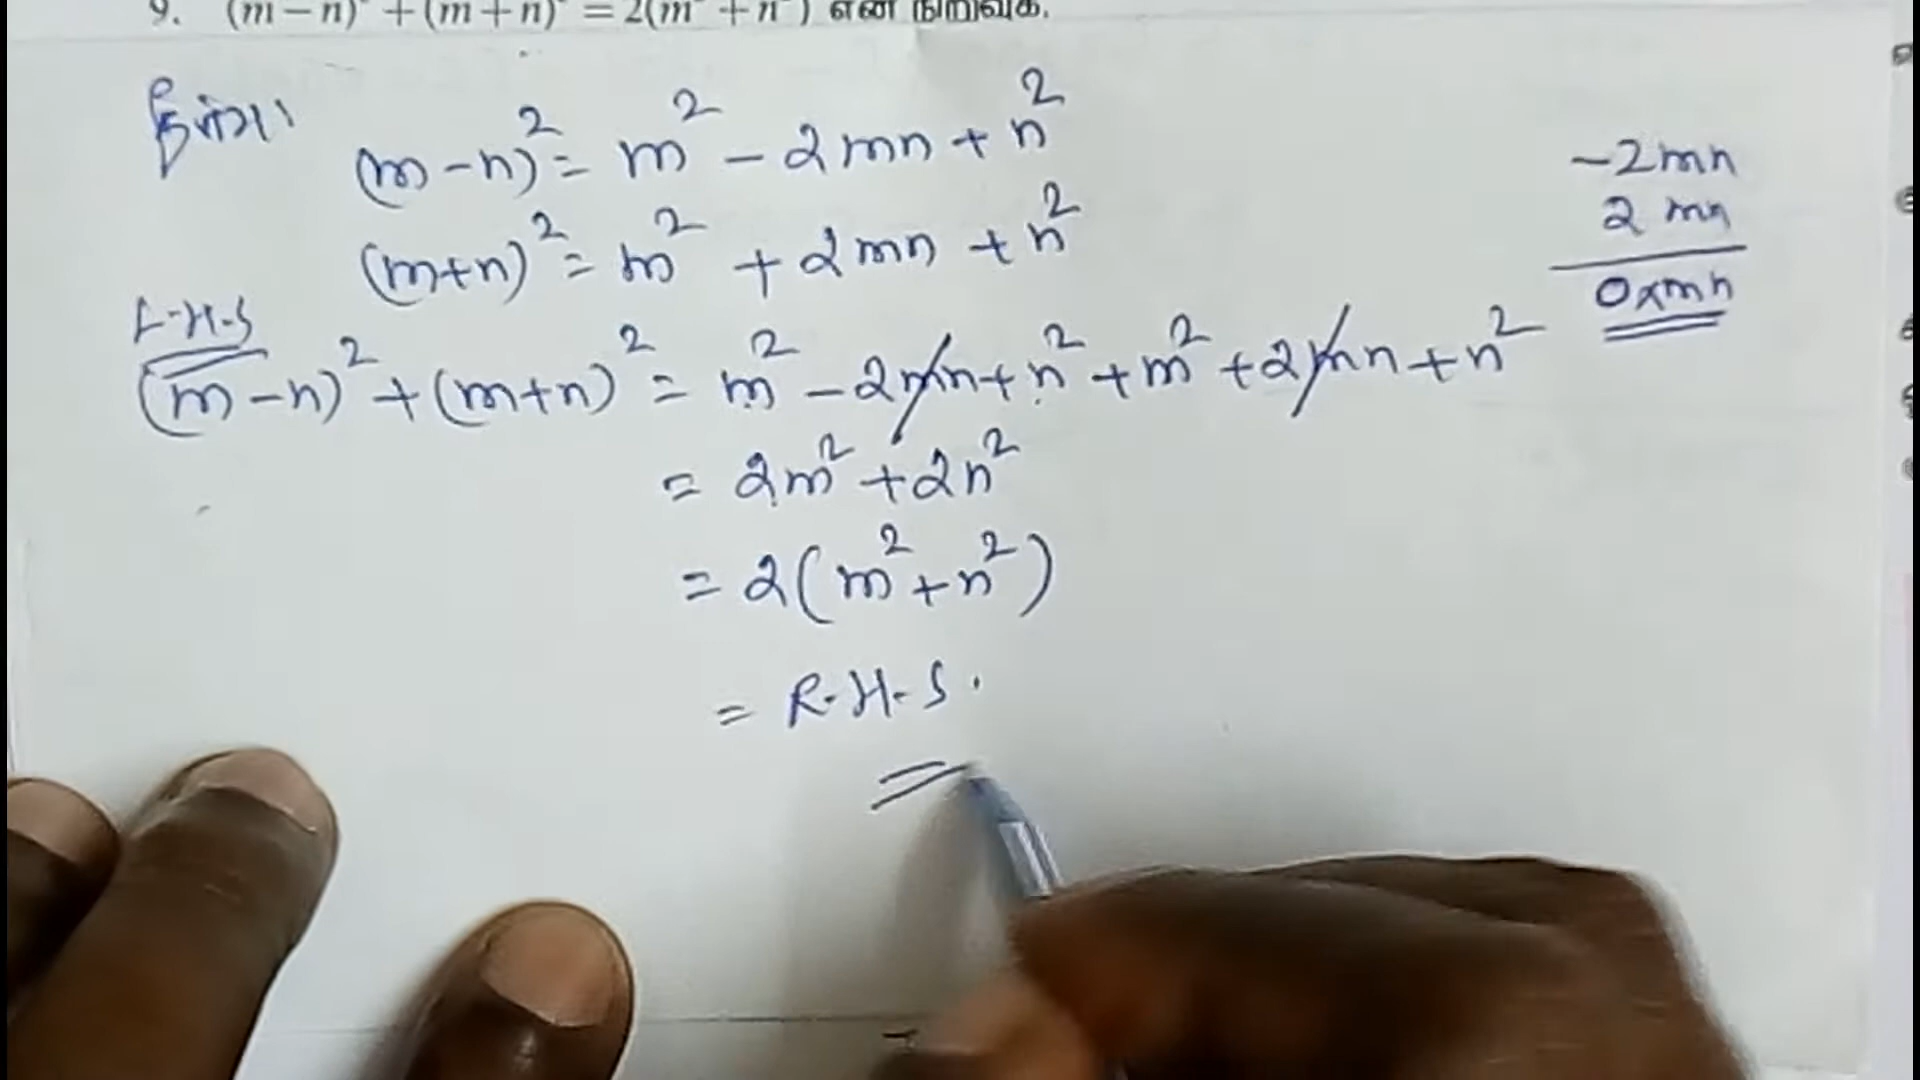 9. (m−n)² + (m+n)² = 2(m² + n²) என நிறுவுக.
(m−n)² = m² − 2mn + n²
(m+n)² = m² + 2mn + n²
L.H.S
(m−n)² + (m+n)² = m² − 2mn + n² + m² + 2mn + n²
= 2m² + 2n²
= 2(m² + n²)
= R.H.S.
−2mn
2mn
0×mn